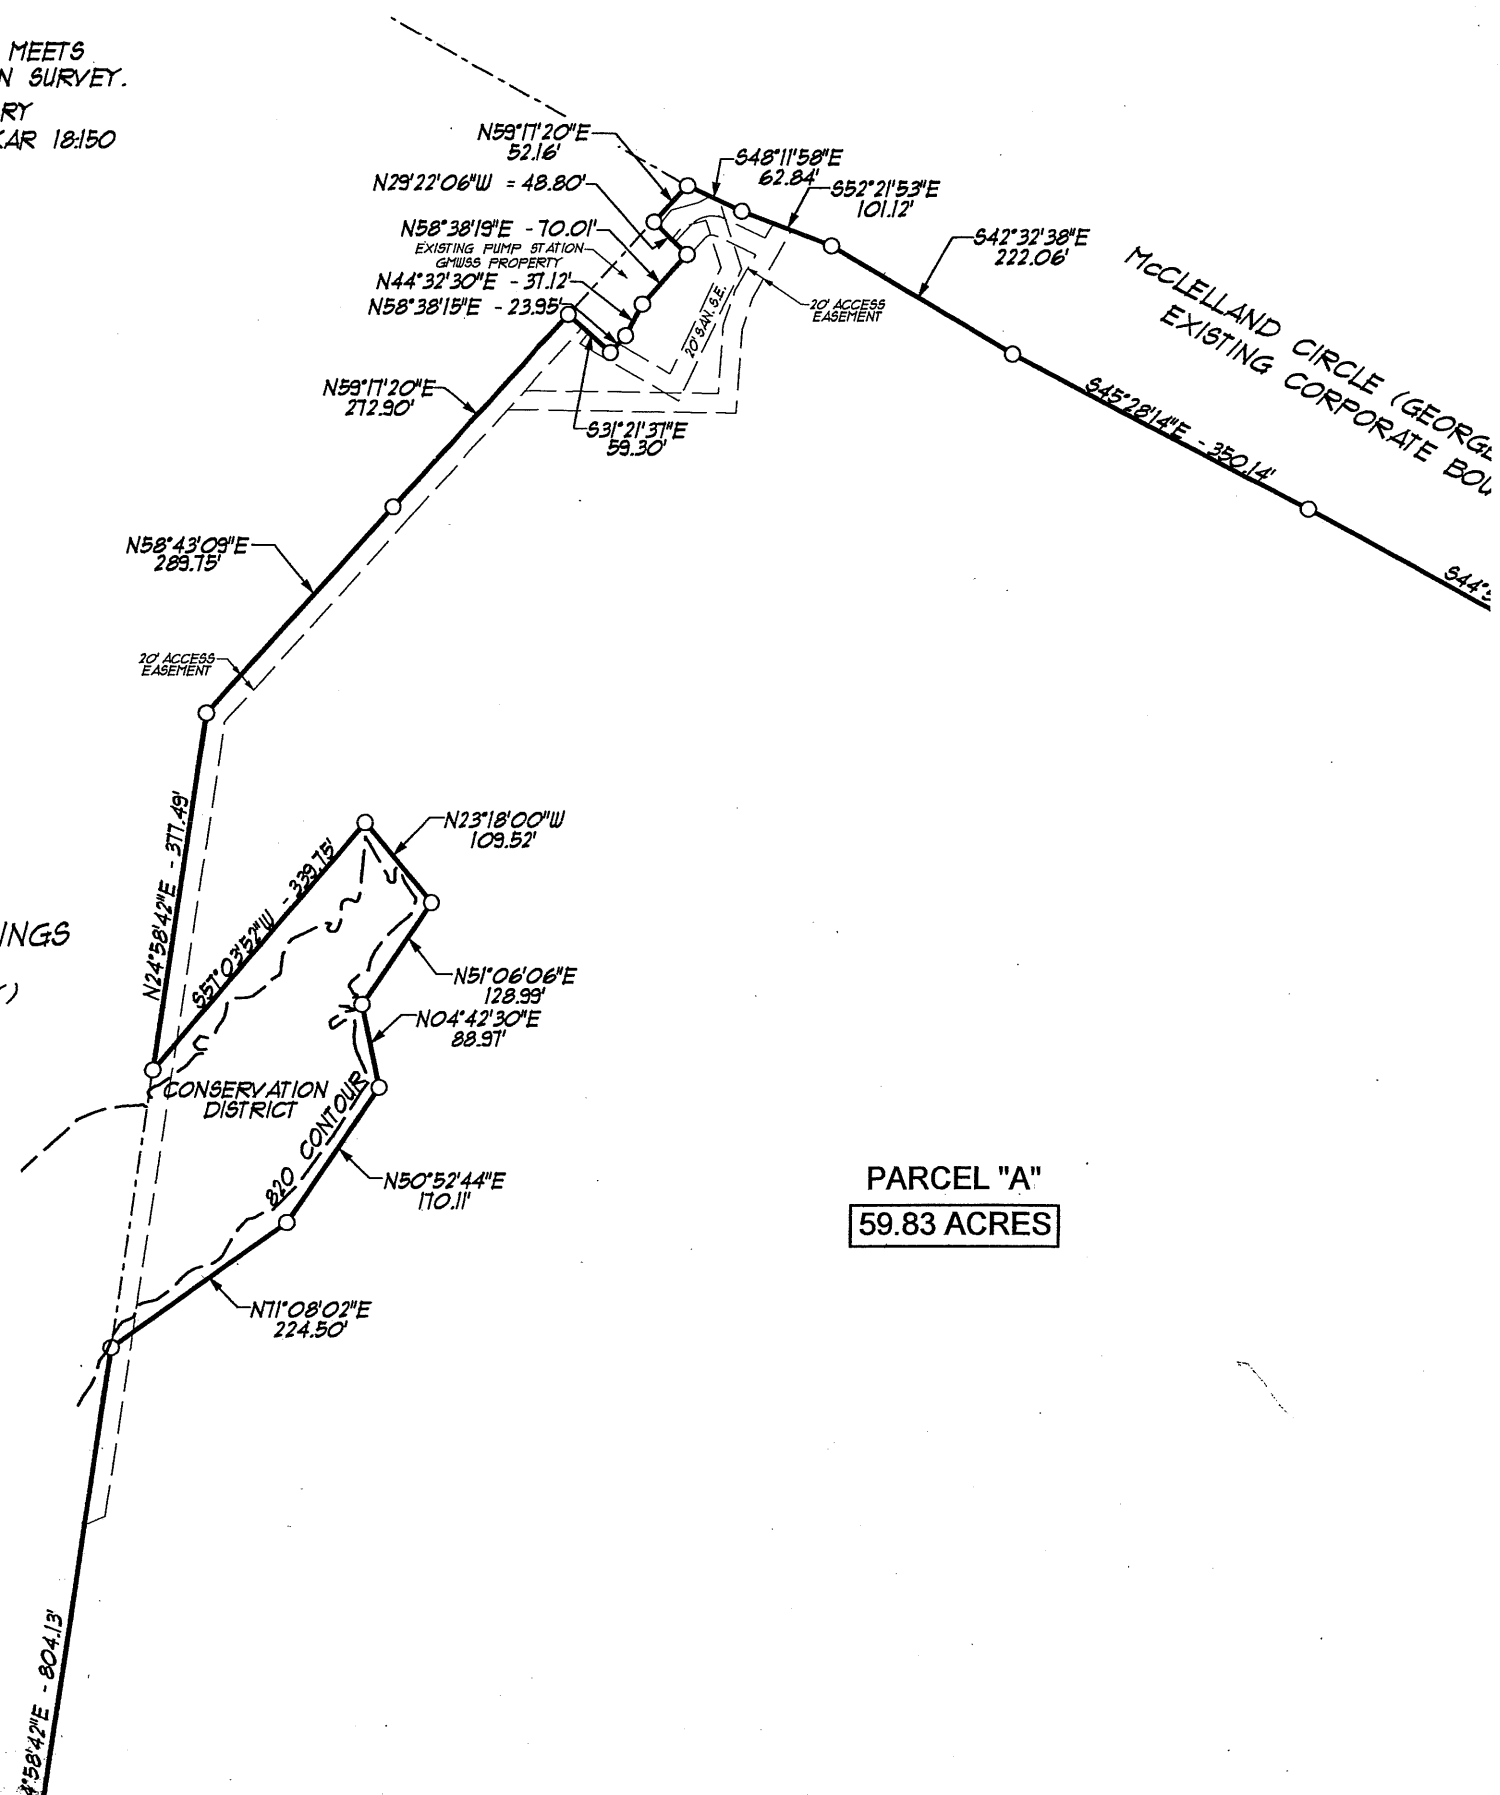 MEETS
N SURVEY.
RY
KAR 18:150
N59°17'20"E
52.16'
N29°22'06"W = 48.80'
N58°38'19"E - 70.01'
EXISTING PUMP STATION
GMWSS PROPERTY
N44°32'30"E - 37.12'
N58°38'15"E - 23.95'
S48°11'58"E
62.84'
S52°21'53"E
101.12'
S42°32'38"E
222.06'
McCLELLAND CIRCLE (GEORGE
EXISTING CORPORATE BOU
20' ACCESS
EASEMENT
20' SAN. S.E.
S45°28'14"E - 350.14'
N59°17'20"E
272.90'
S31°21'37"E
59.30'
N58°43'09"E
289.75'
S44°5
20' ACCESS
EASEMENT
N24°58'42"E - 377.49'
S57°03'52"W - 339.75'
N23°18'00"W
109.52'
INGS
)
N51°06'06"E
128.99'
N04°42'30"E
88.97'
CONSERVATION
DISTRICT
820 CONTOUR
N50°52'44"E
170.11'
PARCEL "A"
59.83 ACRES
N71°08'02"E
224.50'
4°58'42"E - 804.13'